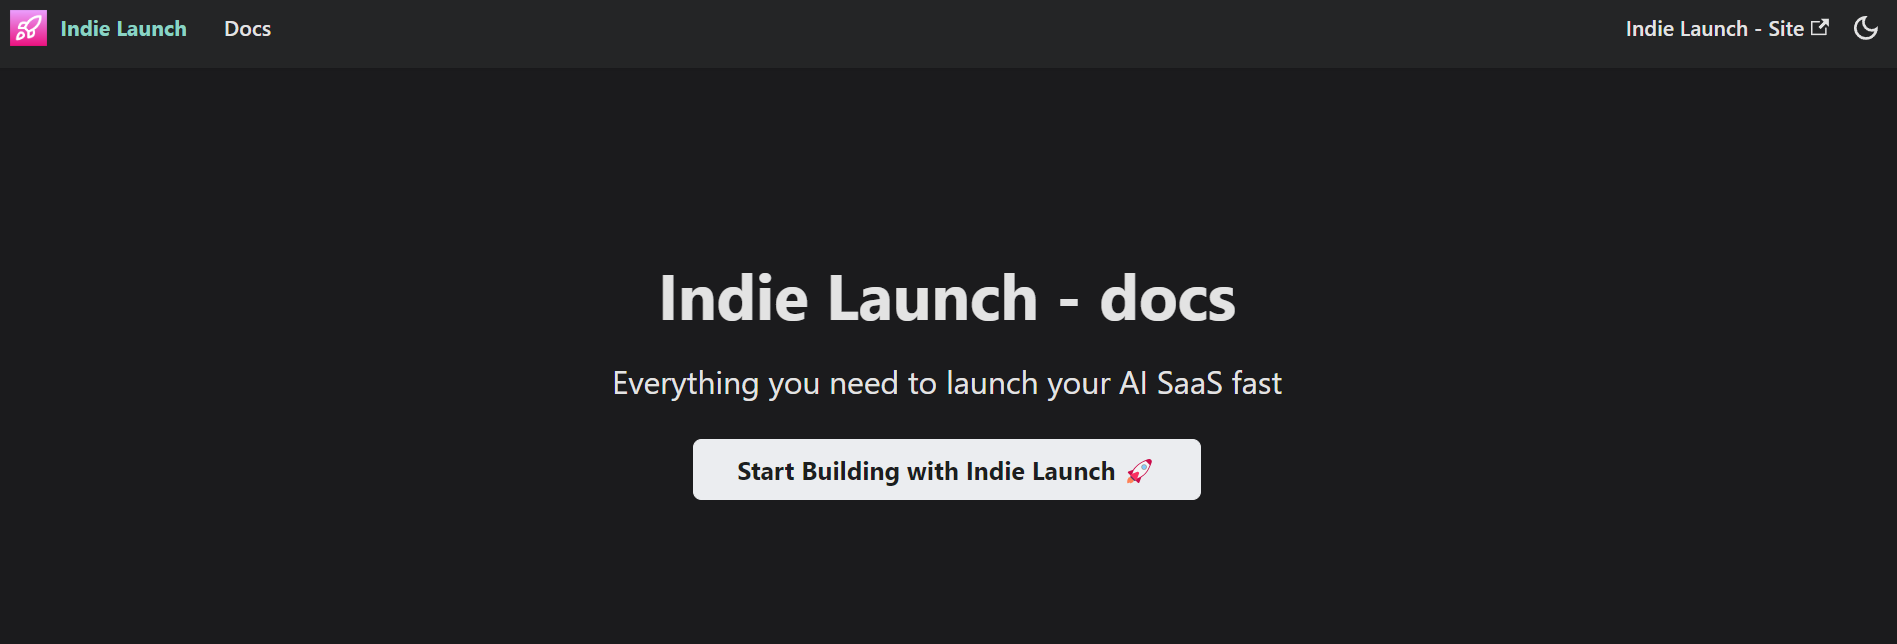 Indie Launch Docs Indie Launch - Site
Indie Launch - docs
Everything you need to launch your AI SaaS fast
Start Building with Indie Launch 🚀